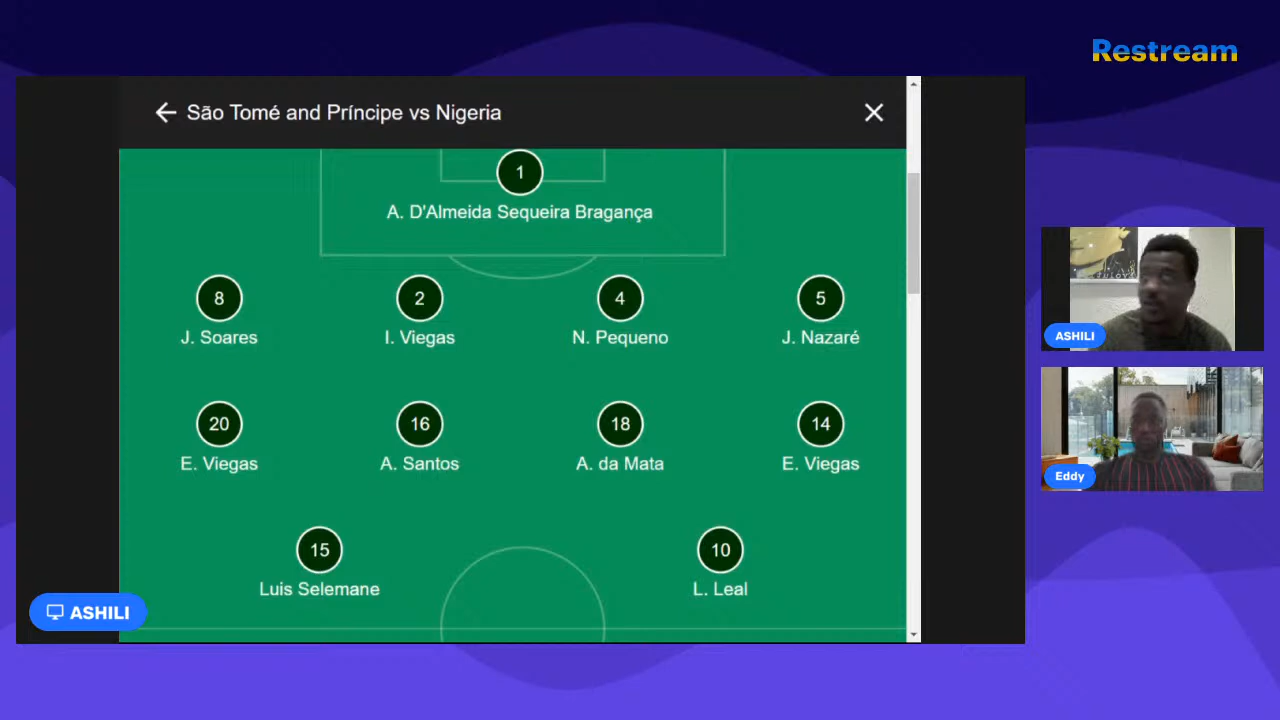 Restream
São Tomé and Príncipe vs Nigeria
1
A. D'Almeida Sequeira Bragança
8
2
4
5
J. Soares
I. Viegas
N. Pequeno
J. Nazaré
20
16
18
14
E. Viegas
A. Santos
A. da Mata
E. Viegas
15
10
Luis Selemane
L. Leal
ASHILI
ASHILI
Eddy